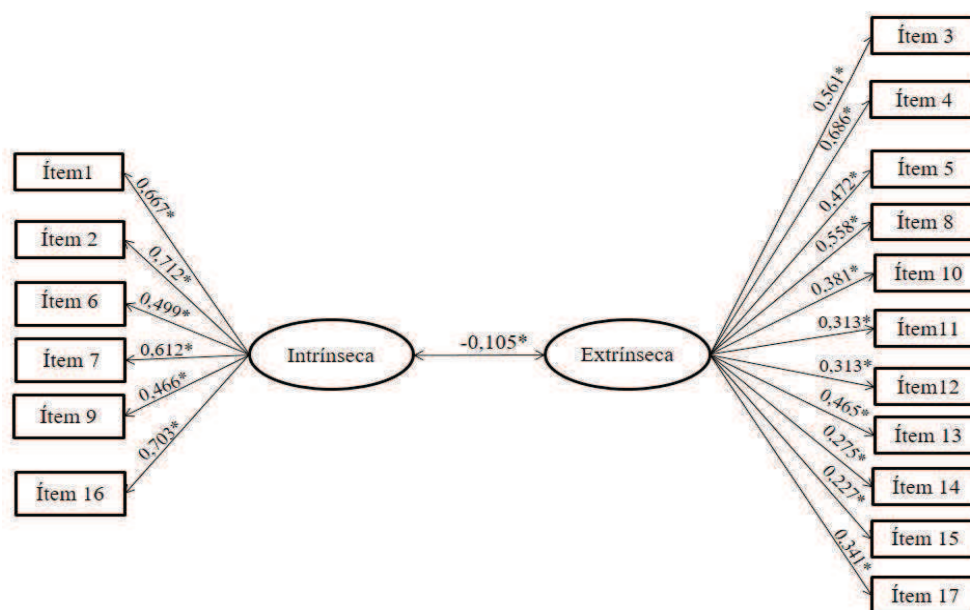 Ítem1
Ítem 2
Ítem 6
Ítem 7
Ítem 9
Ítem 16
0,667*
0,712*
0,499*
0,612*
0,466*
0,703*
Intrínseca
-0,105*
Extrínseca
0,561*
0,686*
0,472*
0,558*
0,381*
0,313*
0,313*
0,465*
0,275*
0,227*
0,341*
Ítem 3
Ítem 4
Ítem 5
Ítem 8
Ítem 10
Ítem11
Ítem12
Ítem 13
Ítem 14
Ítem 15
Ítem 17